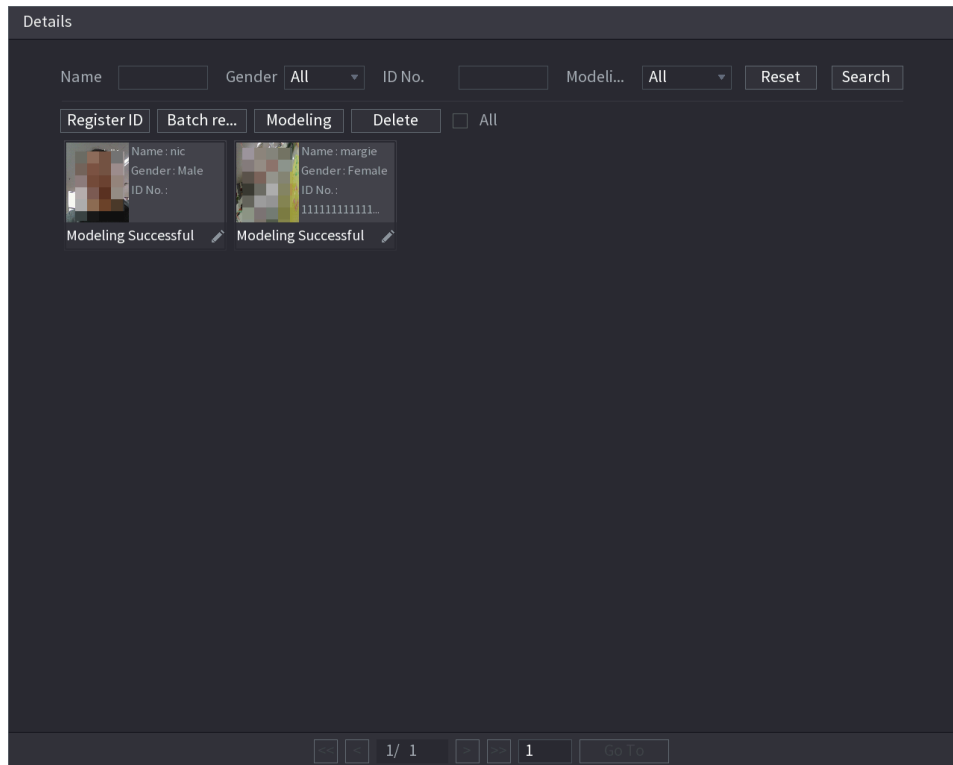 Details
Name Gender All ID No. Modeli... All Reset Search
Register ID Batch re... Modeling Delete All
Name : nic
Gender : Male
ID No. :
Modeling Successful
Name : margie
Gender : Female
ID No. :
111111111111...
Modeling Successful
<< < 1/ 1 > >> 1 Go To